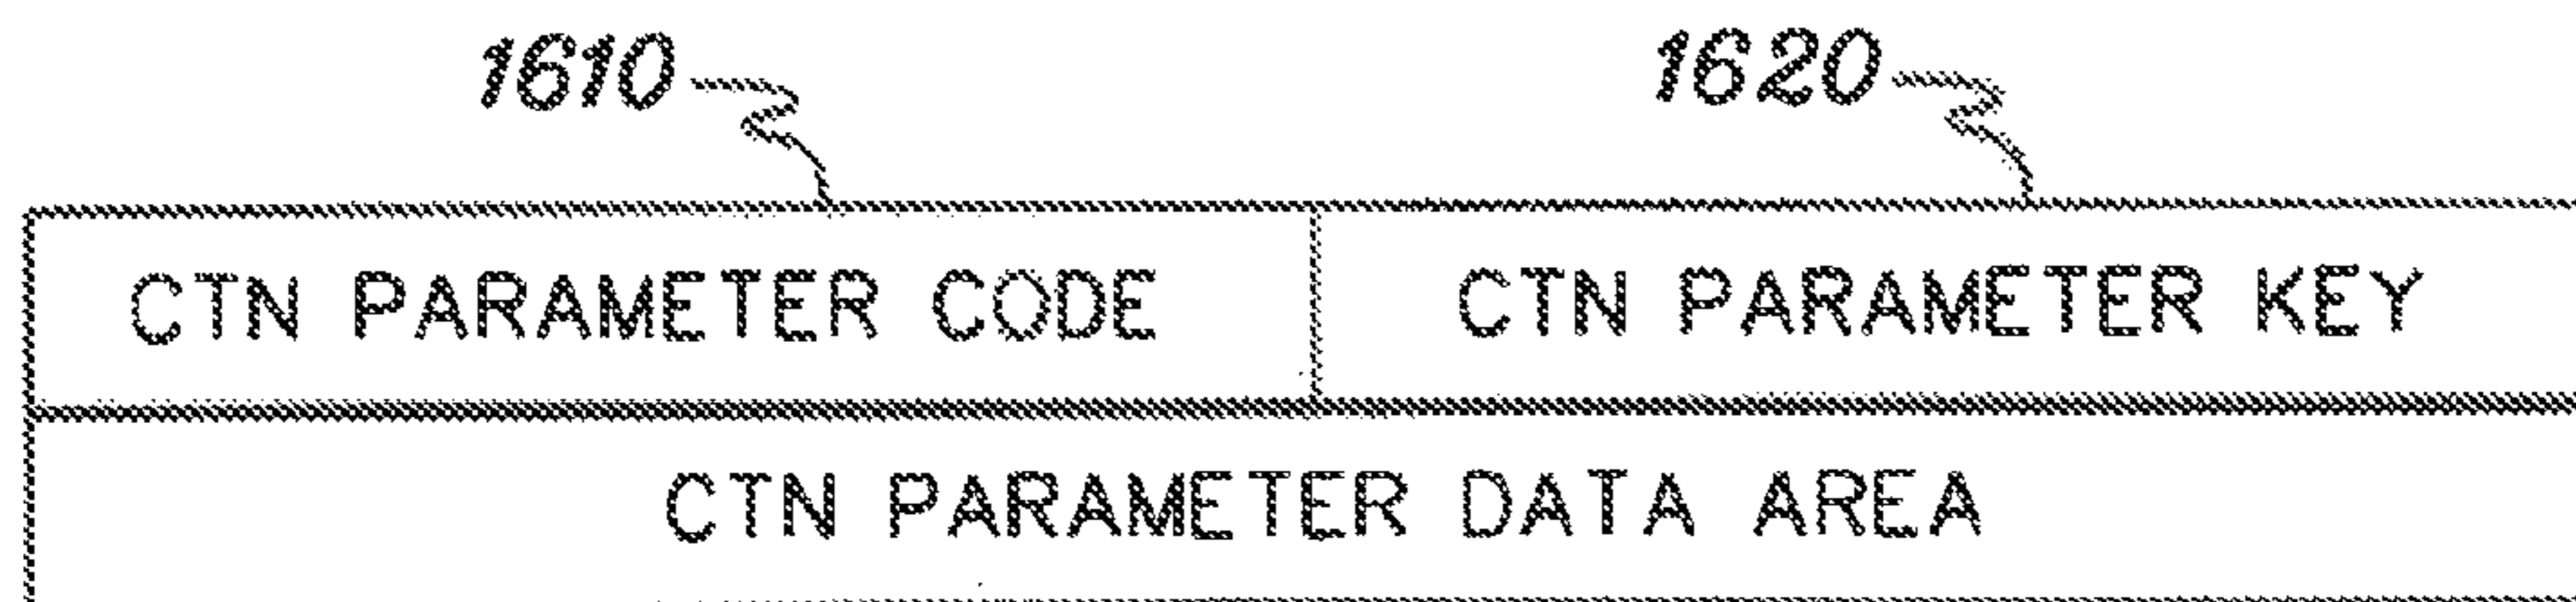 1610 1620
CTN PARAMETER CODE CTN PARAMETER KEY
CTN PARAMETER DATA AREA